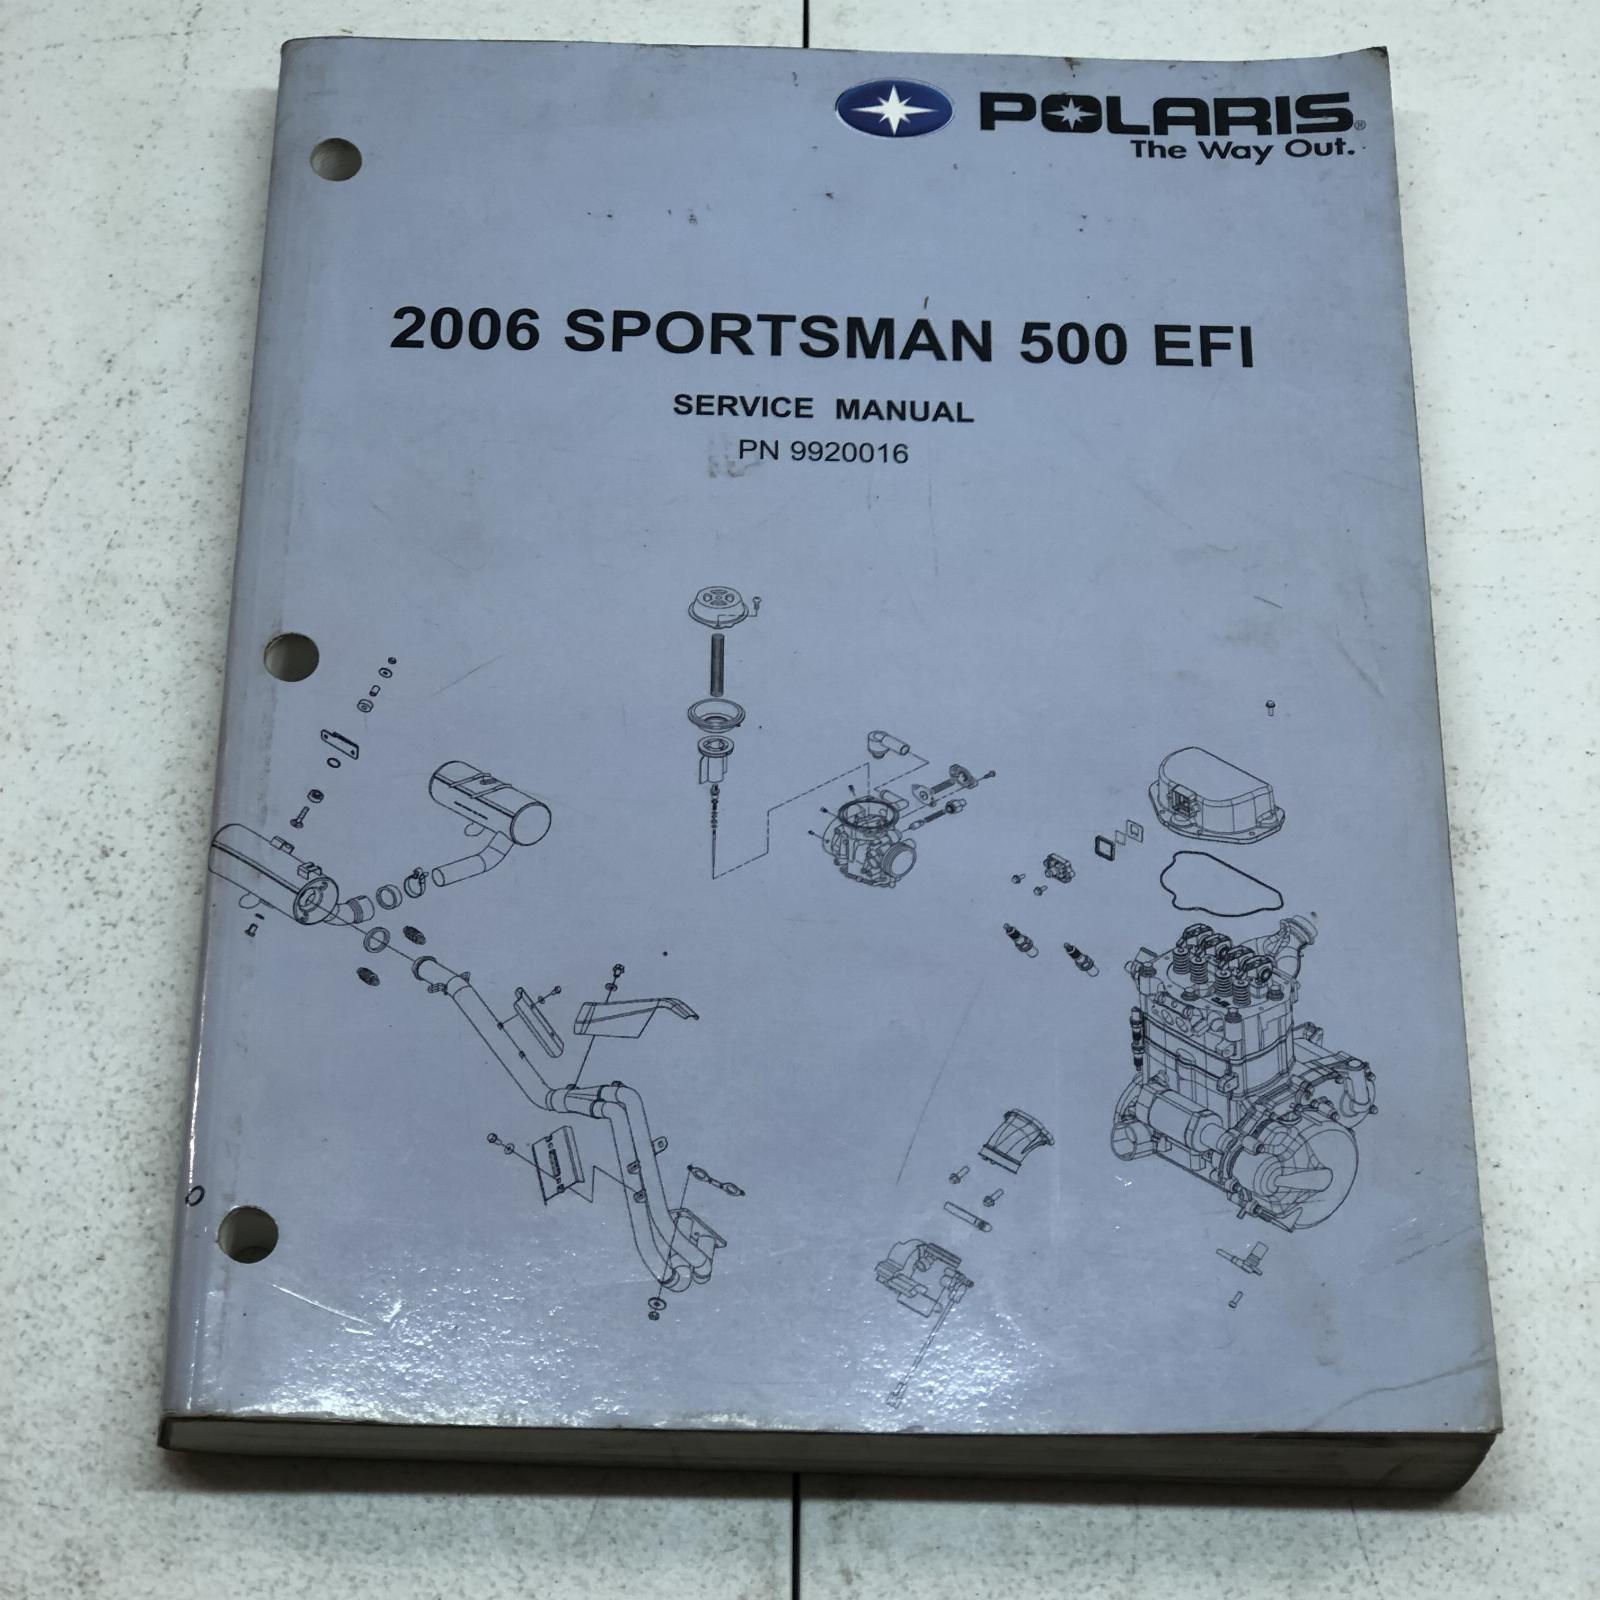 POLARIS®
The Way Out.
2006 SPORTSMAN 500 EFI
SERVICE MANUAL
PN 9920016